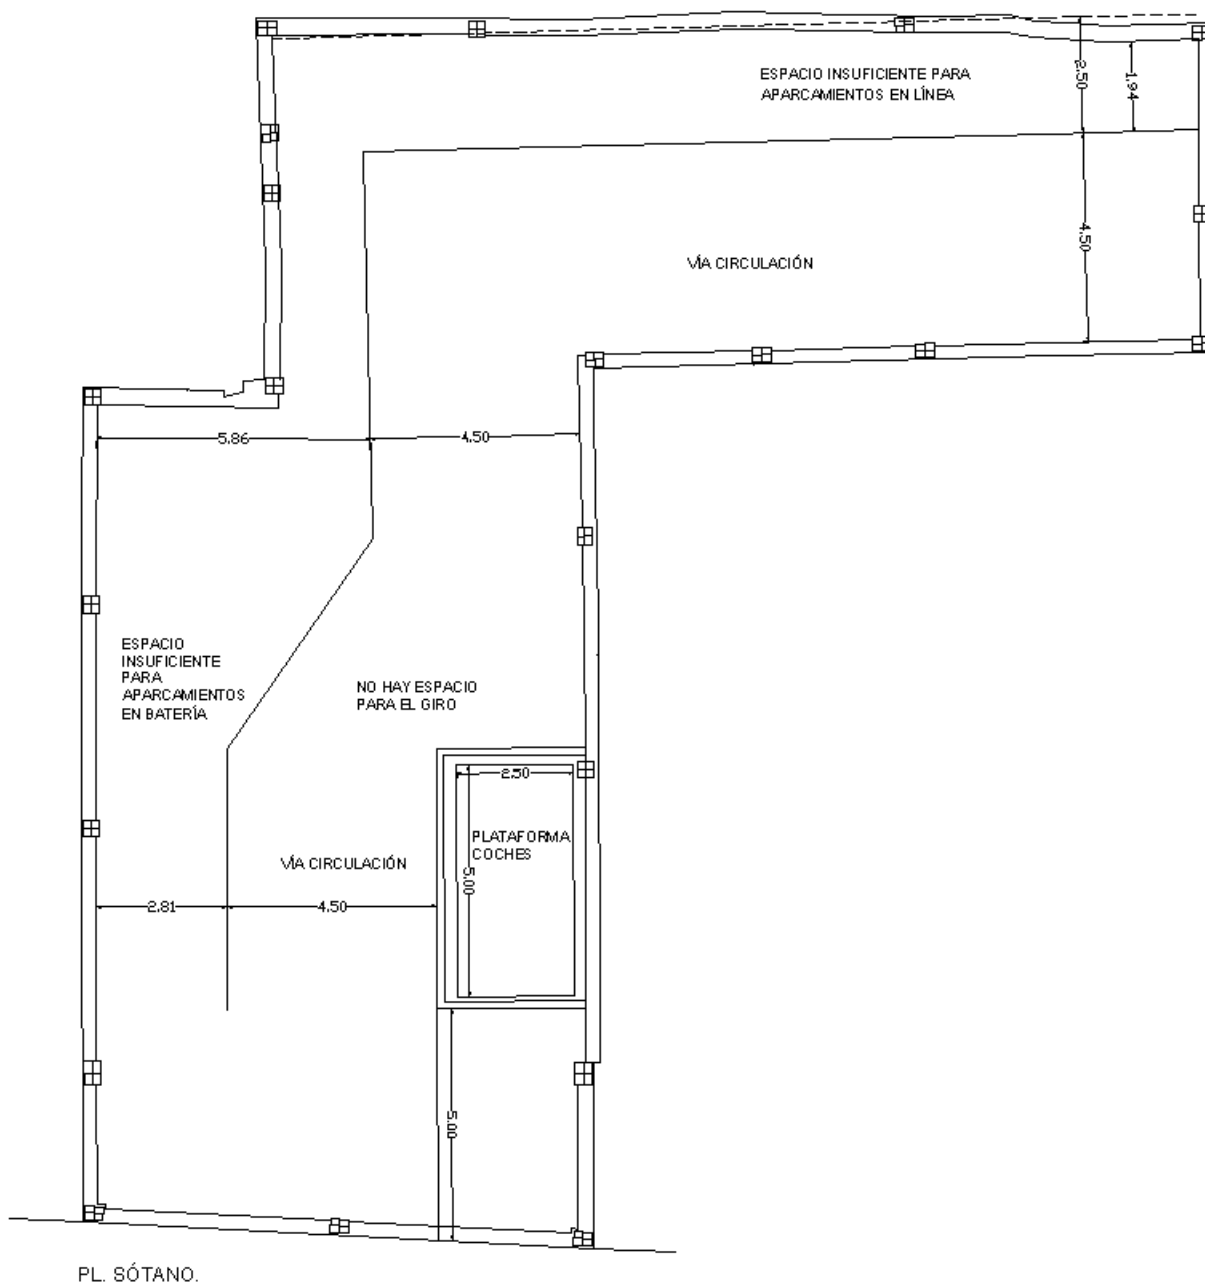 ESPACIO INSUFICIENTE PARA
APARCAMIENTOS EN LÍNEA
2.50
1.94
VÍA CIRCULACIÓN
4.50
5.86
4.50
ESPACIO
INSUFICIENTE
PARA
APARCAMIENTOS
EN BATERÍA
NO HAY ESPACIO
PARA EL GIRO
2.50
PLATAFORMA
COCHES
5.00
VÍA CIRCULACIÓN
2.81
4.50
5.00
PL. SÓTANO.